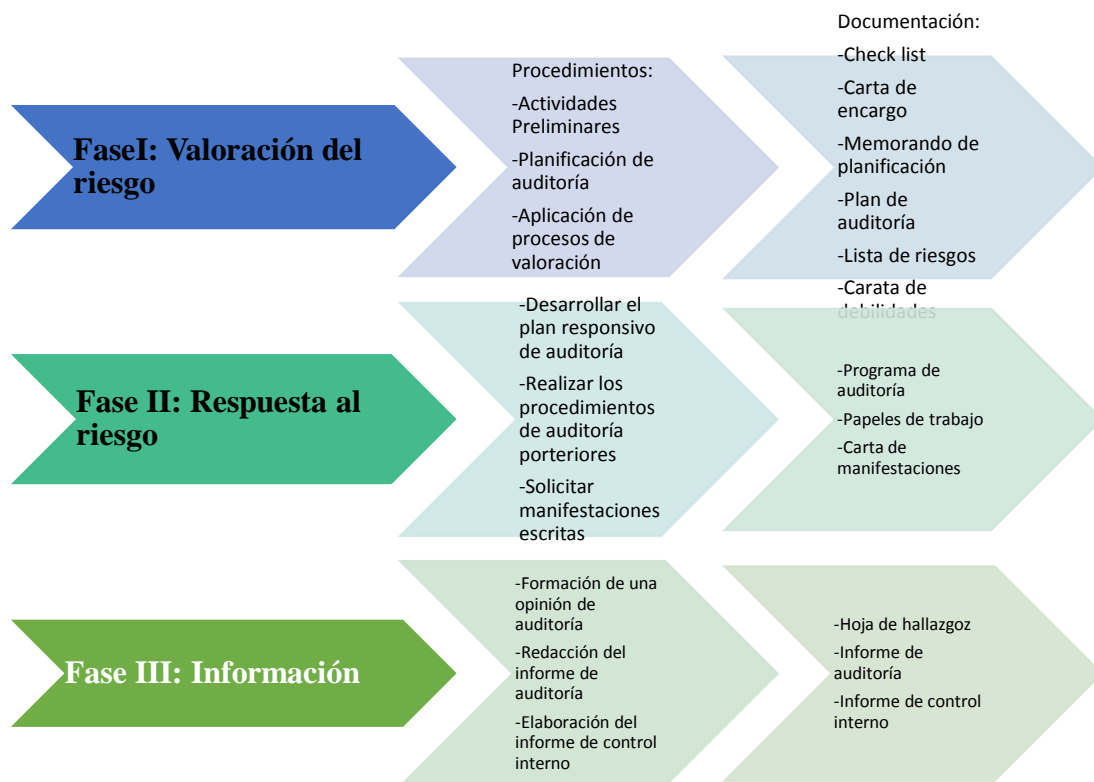 FaseI: Valoración del
riesgo
Procedimientos:
-Actividades
Preliminares
-Planificación de
auditoría
-Aplicación de
procesos de
valoración
Documentación:
-Check list
-Carta de
encargo
-Memorando de
planificación
-Plan de
auditoría
-Lista de riesgos
-Carata de
debilidades
Fase II: Respuesta al
riesgo
-Desarrollar el
plan responsivo
de auditoría
-Realizar los
procedimientos
de auditoría
porteriores
-Solicitar
manifestaciones
escritas
-Programa de
auditoría
-Papeles de trabajo
-Carta de
manifestaciones
Fase III: Información
-Formación de una
opinión de
auditoría
-Redacción del
informe de
auditoría
-Elaboración del
informe de control
interno
-Hoja de hallazgoz
-Informe de
auditoría
-Informe de control
interno